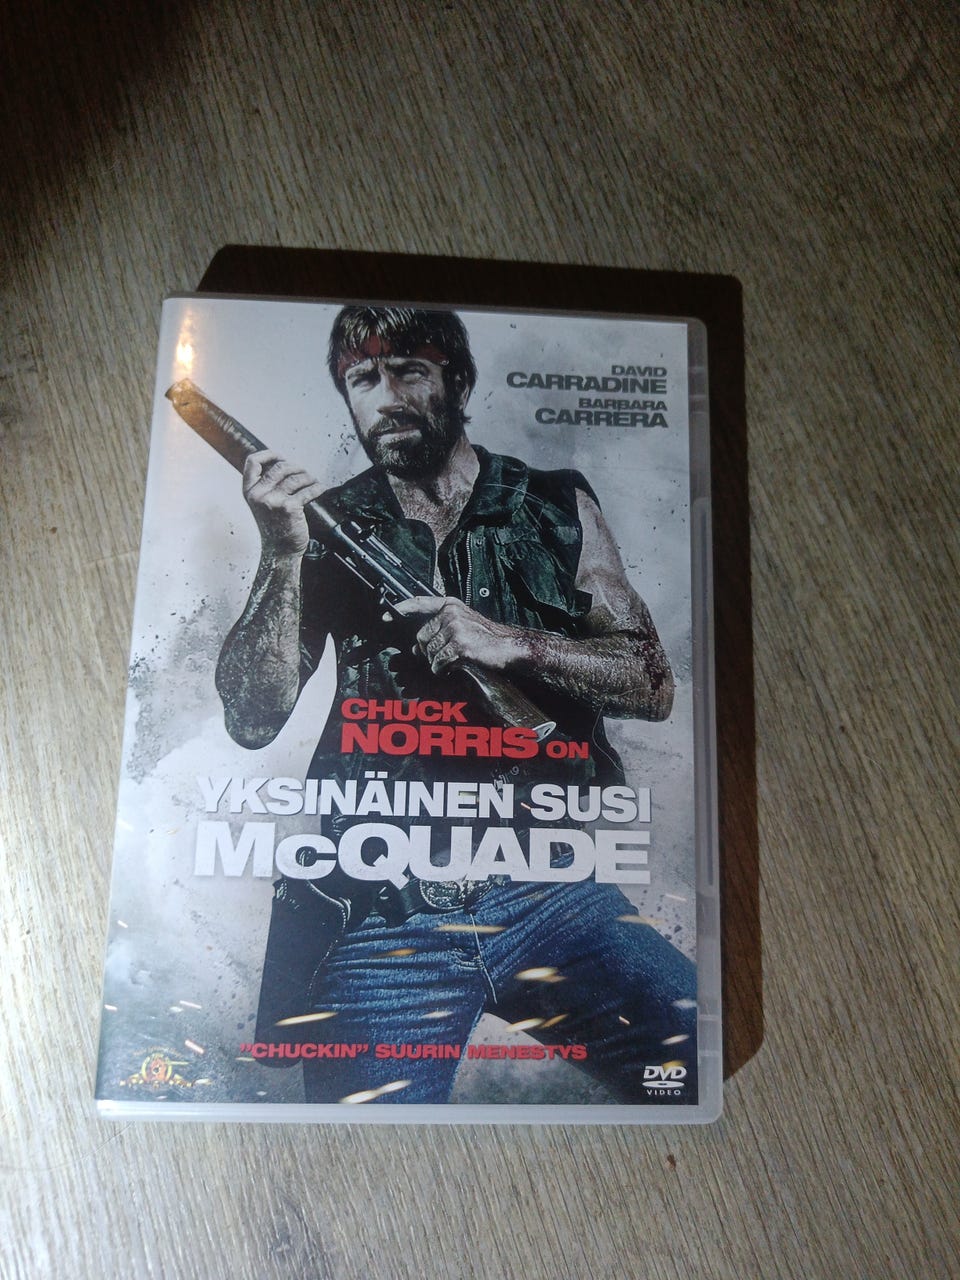 DAVID
CARRADINE
BARBARA
CARRERA
CHUCK
NORRIS ON
YKSINÄINEN SUSI
McQUADE
"CHUCKIN" SUURIN MENESTYS
DVD
VIDEO